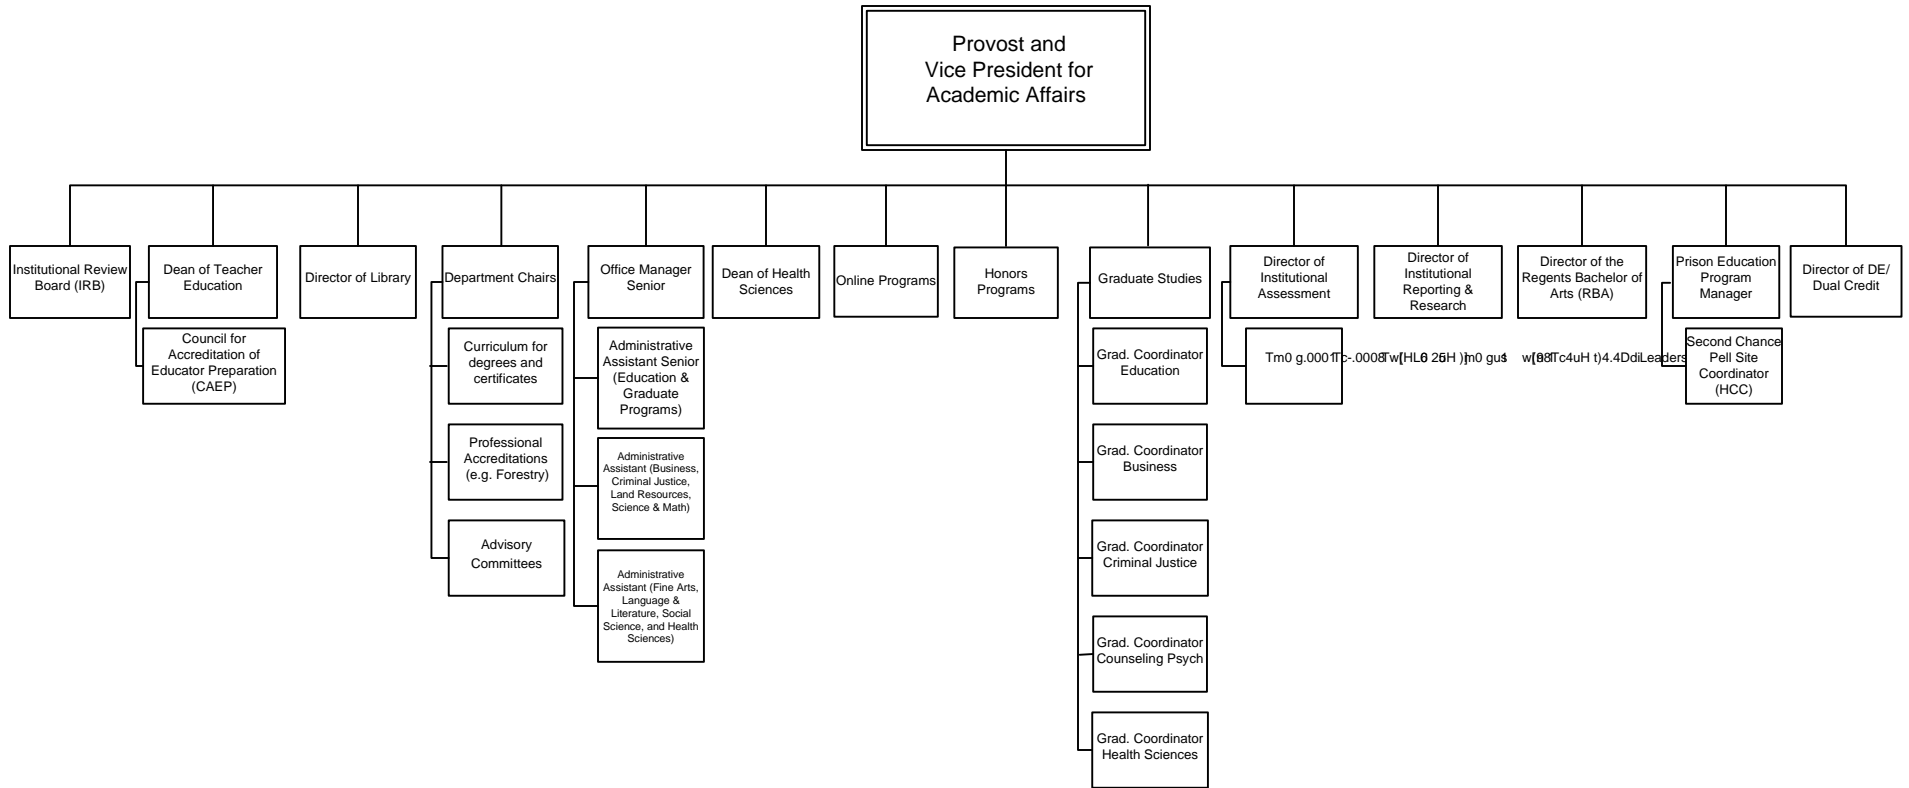 Provost and
Vice President for
Academic Affairs
Institutional Review
Board (IRB)
Dean of Teacher
Education
Council for
Accreditation of
Educator Preparation
(CAEP)
Director of Library
Department Chairs
Curriculum for
degrees and
certificates
Professional
Accreditations
(e.g. Forestry)
Advisory
Committees
Office Manager
Senior
Administrative
Assistant Senior
(Education &
Graduate
Programs)
Administrative
Assistant (Business,
Criminal Justice,
Land Resources,
Science & Math)
Administrative
Assistant (Fine Arts,
Language &
Literature, Social
Science, and Health
Sciences)
Dean of Health
Sciences
Online Programs
Honors
Programs
Graduate Studies
Grad. Coordinator
Education
Grad. Coordinator
Business
Grad. Coordinator
Criminal Justice
Grad. Coordinator
Counseling Psych
Grad. Coordinator
Health Sciences
Director of
Institutional
Assessment
Tm0
Director of
Institutional
Reporting &
Research
Director of the
Regents Bachelor of
Arts (RBA)
Prison Education
Program
Manager
Second Chance
Pell Site
Coordinator
(HCC)
Director of DE/
Dual Credit